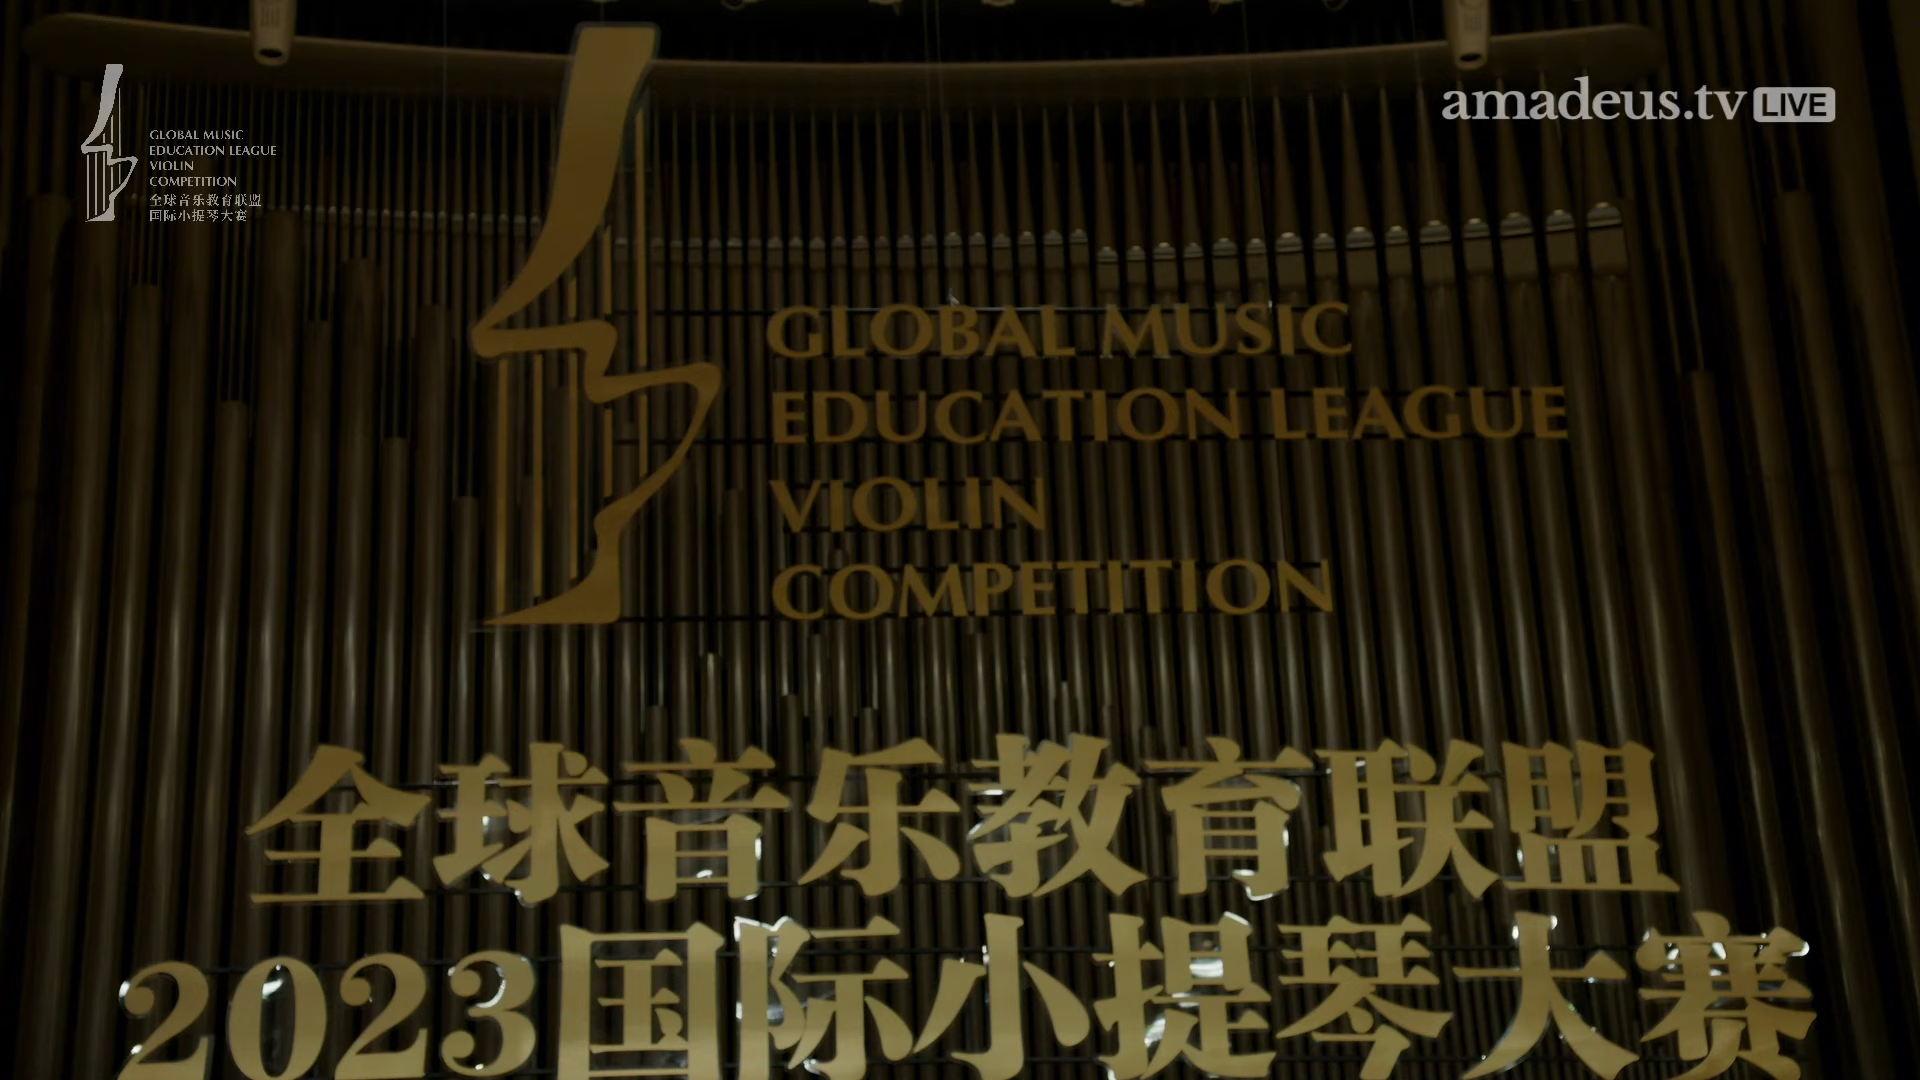 GLOBAL MUSIC
EDUCATION LEAGUE
VIOLIN
COMPETITION
全球音乐教育联盟
国际小提琴大赛
amadeus.tv LIVE
GLOBAL MUSIC
EDUCATION LEAGUE
VIOLIN
COMPETITION
全球音乐教育联盟
2023国际小提琴大赛